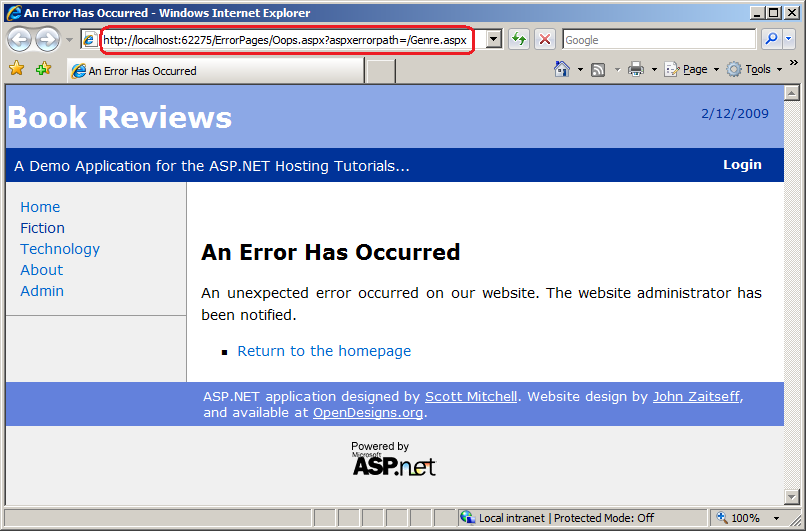 An Error Has Occurred - Windows Internet Explorer
http://localhost:62275/ErrorPages/Oops.aspx?aspxerrorpath=/Genre.aspx
Google
An Error Has Occurred
Page
Tools
Book Reviews
2/12/2009
A Demo Application for the ASP.NET Hosting Tutorials...
Login
Home
Fiction
Technology
About
Admin
An Error Has Occurred
An unexpected error occurred on our website. The website administrator has
been notified.
Return to the homepage
ASP.NET application designed by Scott Mitchell. Website design by John Zaitseff,
and available at OpenDesigns.org.
Powered by
Microsoft
ASP.net
Local intranet | Protected Mode: Off
100%